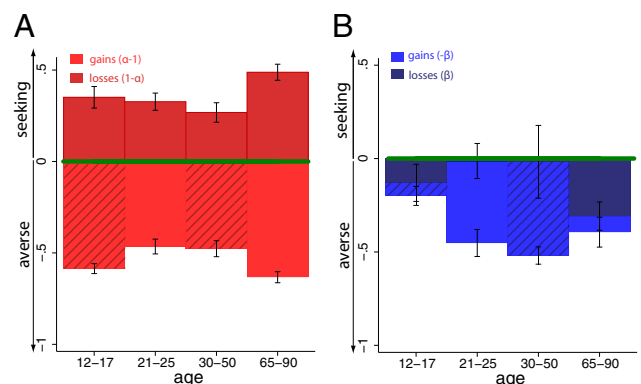 A
gains (α-1)
losses (1-α)
seeking
averse
.5
0
-.5
-1
12–17
21–25
30–50
65–90
age
B
gains (-β)
losses (β)
seeking
averse
.5
0
-.5
-1
12–17
21–25
30–50
65–90
age